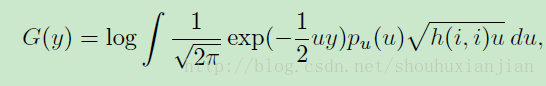 G(y) = log ∫ 1/√2π exp(−1/2 uy) p_u(u) √h(i, i)u du,
http://blog.csdn.net/shouhuxianjian